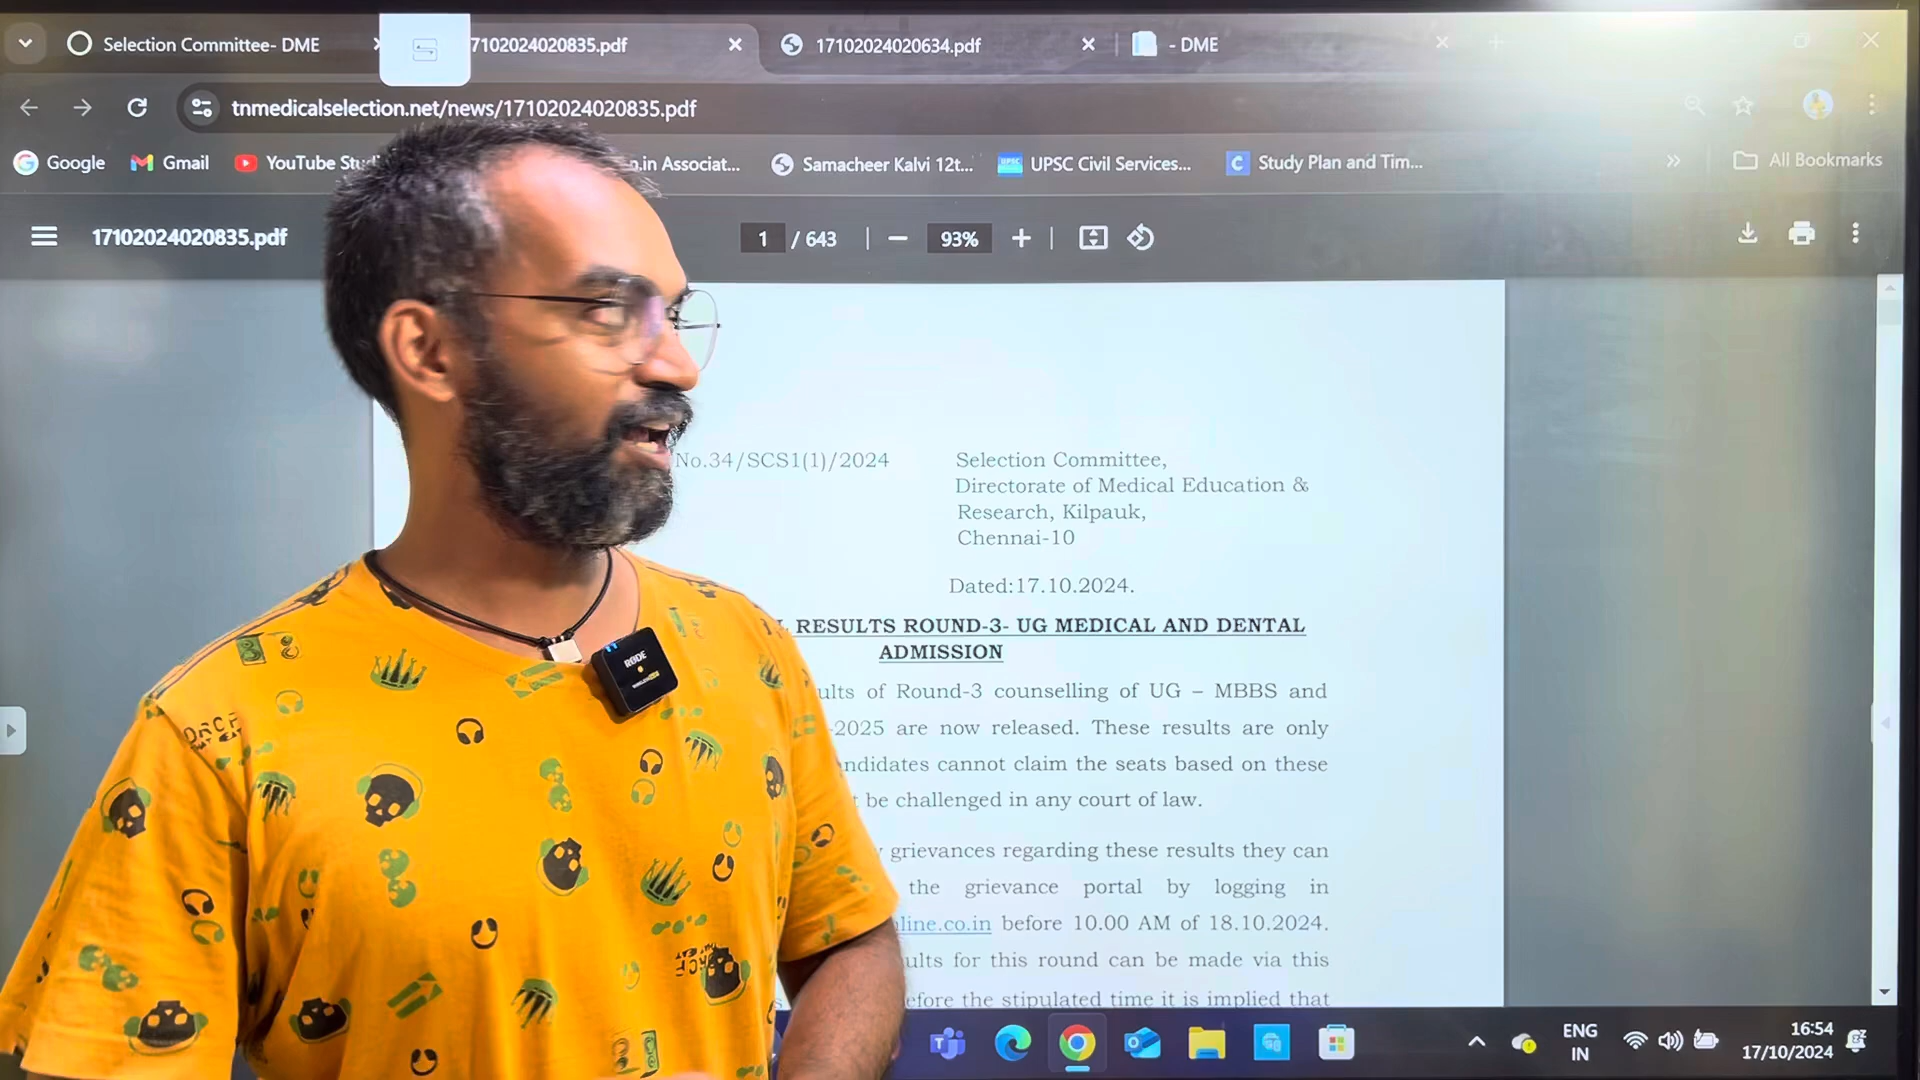 Selection Committee- DME
7102024020835.pdf
17102024020634.pdf
- DME
tnmedicalselection.net/news/17102024020835.pdf
Google
Gmail
YouTube
Associat...
Samacheer Kalvi 12t...
UPSC Civil Services...
Study Plan and Tim...
All Bookmarks
17102024020835.pdf
1 / 643
93%
No.34/SCS1(1)/2024
Selection Committee,
Directorate of Medical Education &
Research, Kilpauk,
Chennai-10
Dated:17.10.2024.
RESULTS ROUND-3- UG MEDICAL AND DENTAL
ADMISSION
of Round-3 counselling of UG – MBBS and
-2025 are now released. These results are only
cannot claim the seats based on these
be challenged in any court of law.
grievances regarding these results they can
the grievance portal by logging in
line.co.in before 10.00 AM of 18.10.2024.
for this round can be made via this
the stipulated time it is implied that
RØDE
ENG
IN
16:54
17/10/2024